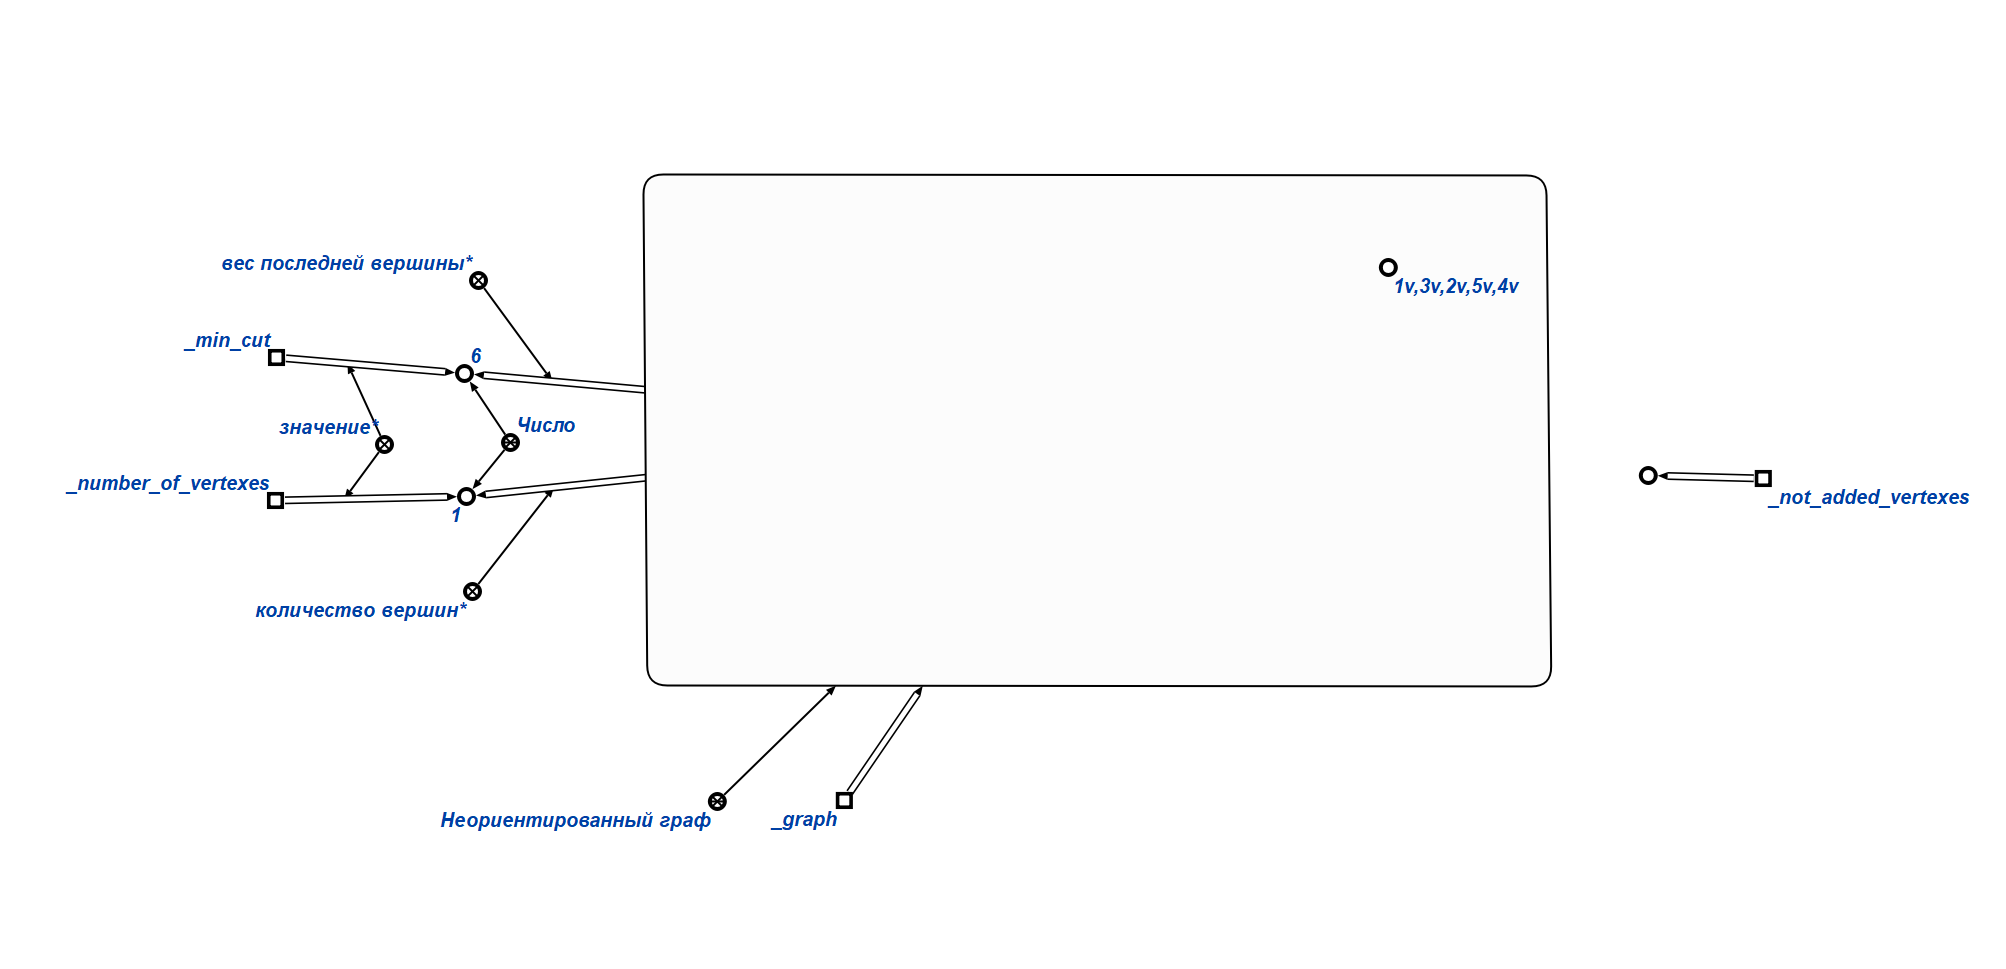 вес последней вершины*
1v,3v,2v,5v,4v
_min_cut
6
значение*
Число
_number_of_vertexes
1
_not_added_vertexes
количество вершин*
Неориентированный граф
_graph